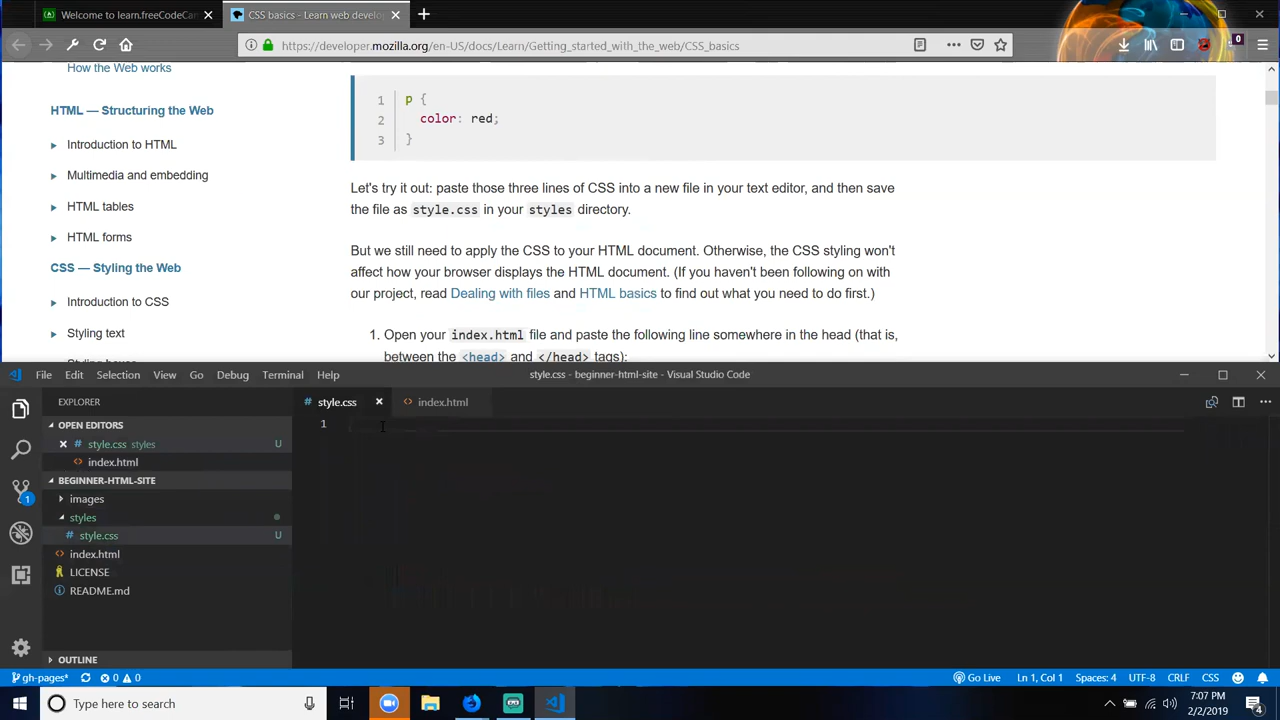 Welcome to learn.freeCodeCam
CSS basics - Learn web develop
https://developer.mozilla.org/en-US/docs/Learn/Getting_started_with_the_web/CSS_basics
0
How the Web works
HTML — Structuring the Web
Introduction to HTML
Multimedia and embedding
HTML tables
HTML forms
CSS — Styling the Web
Introduction to CSS
Styling text
1 p {
2 color: red;
3 }
Let's try it out: paste those three lines of CSS into a new file in your text editor, and then save
the file as style.css in your styles directory.
But we still need to apply the CSS to your HTML document. Otherwise, the CSS styling won't
affect how your browser displays the HTML document. (If you haven't been following on with
our project, read Dealing with files and HTML basics to find out what you need to do first.)
1. Open your index.html file and paste the following line somewhere in the head (that is,
between the <head> and </head> tags):
File Edit Selection View Go Debug Terminal Help
style.css - beginner-html-site - Visual Studio Code
EXPLORER
# style.css
<> index.html
OPEN EDITORS
# style.css styles U
<> index.html
BEGINNER-HTML-SITE
images
styles
# style.css U
<> index.html
LICENSE
README.md
OUTLINE
1
1
gh-pages* 0 0
Go Live Ln 1, Col 1 Spaces: 4 UTF-8 CRLF CSS
Type here to search
7:07 PM
2/2/2019
4